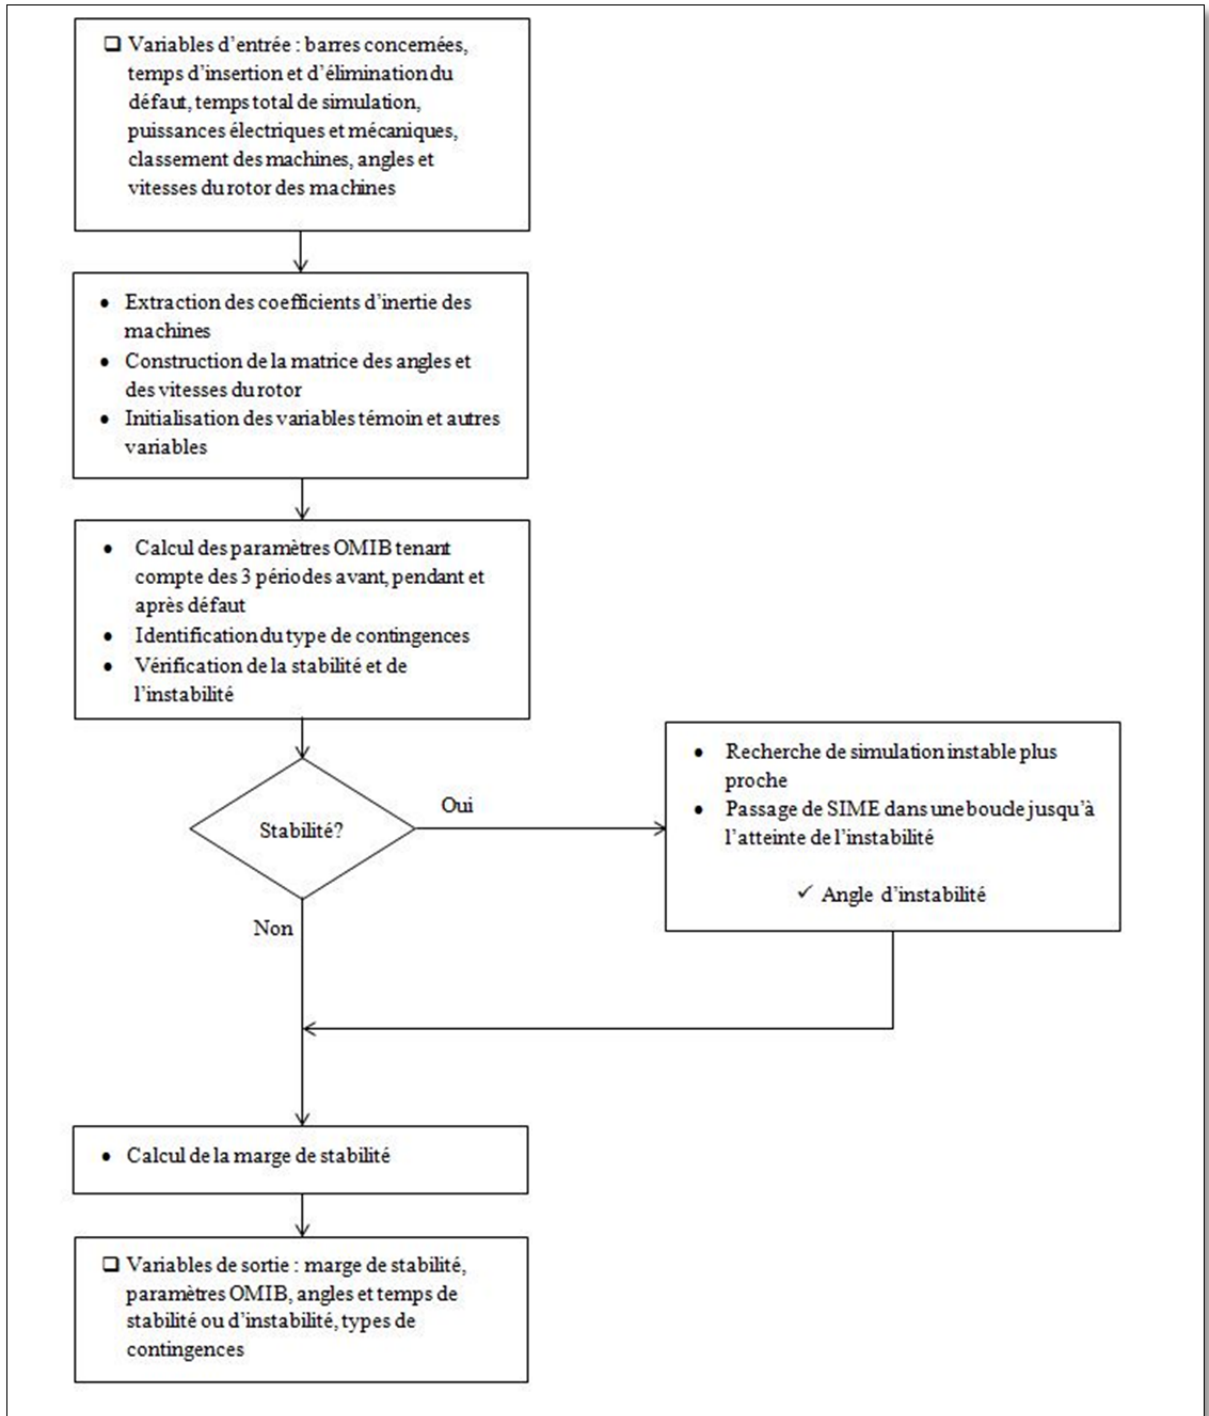 ❑ Variables d'entrée : barres concernées,
temps d'insertion et d'élimination du
défaut, temps total de simulation,
puissances électriques et mécaniques,
classement des machines, angles et
vitesses du rotor des machines
• Extraction des coefficients d'inertie des
machines
• Construction de la matrice des angles et
des vitesses du rotor
• Initialisation des variables témoin et autres
variables
• Calcul des paramètres OMIB tenant
compte des 3 périodes avant, pendant et
après défaut
• Identification du type de contingences
• Vérification de la stabilité et de
l'instabilité
• Recherche de simulation instable plus
proche
• Passage de SIME dans une boucle jusqu'à
l'atteinte de l'instabilité
✓ Angle d'instabilité
Oui
Stabilité?
Non
• Calcul de la marge de stabilité
❑ Variables de sortie : marge de stabilité,
paramètres OMIB, angles et temps de
stabilité ou d'instabilité, types de
contingences